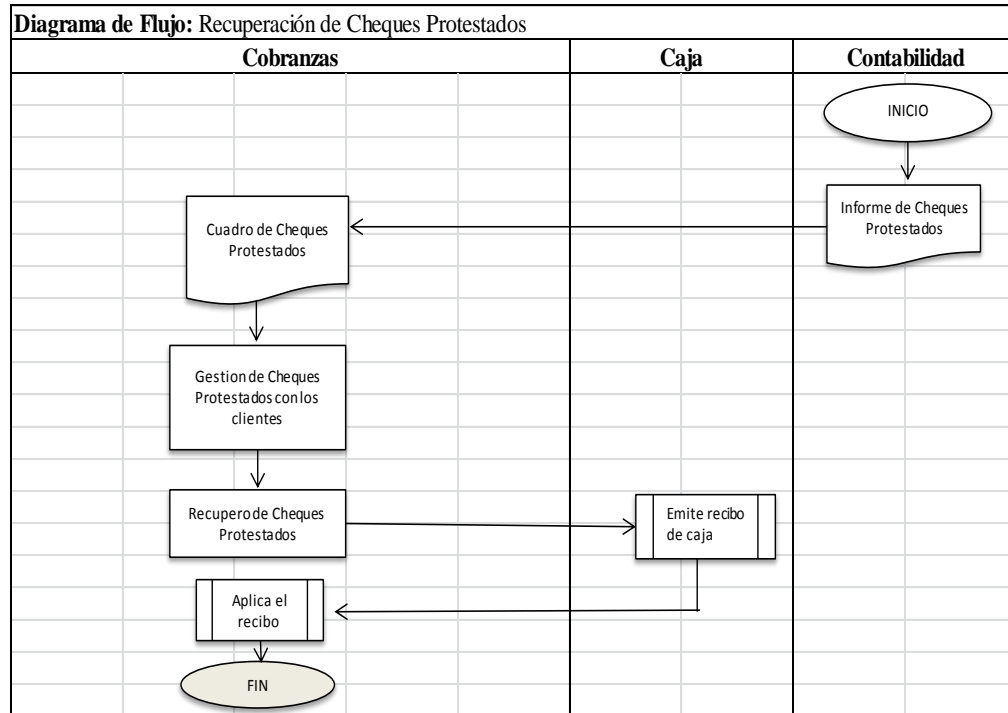 Diagrama de Flujo: Recuperación de Cheques Protestados
Cobranzas
Caja
Contabilidad
INICIO
Informe de Cheques
Protestados
Cuadro de Cheques
Protestados
Gestion de Cheques
Protestados con los
clientes
Recupero de Cheques
Protestados
Emite recibo
de caja
Aplica el
recibo
FIN